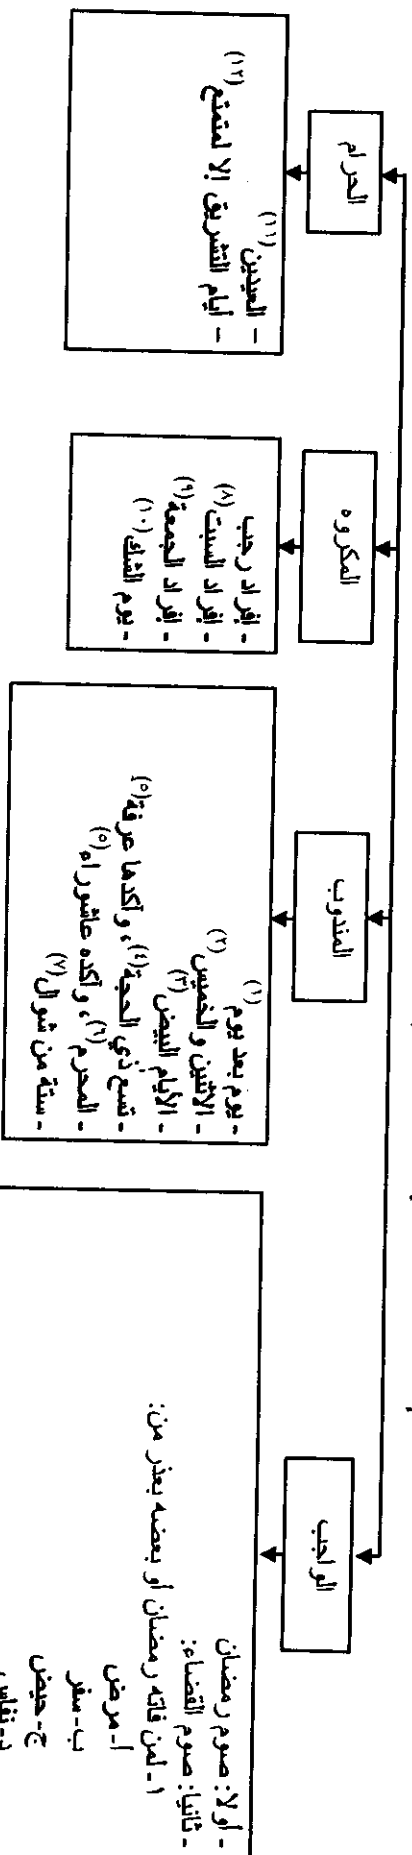 الواجب
- أولا: صوم رمضان
- ثانيا: صوم القضاء:
١- لمن فاته رمضان أو بعضه بعذر من:
أ- مرض
ب- سفر
ج- حيض
د- نفاس
المندوب
- يوم بعد يوم (١)
- الاثنين والخميس (٢)
- الأيام البيض (٣)
- تسع ذي الحجة (٤)، وآكدها عرفة (٥)
- المحرم (٦)، وآكده عاشوراء (٥)
- ستة من شوال (٧)
المكروه
- إفراد رجب
- إفراد السبت (٨)
- إفراد الجمعة (٩)
- يوم الشك (١٠)
الحرام
- العيدين (١١)
- أيام التشريق إلا لمتمتع (١٢)